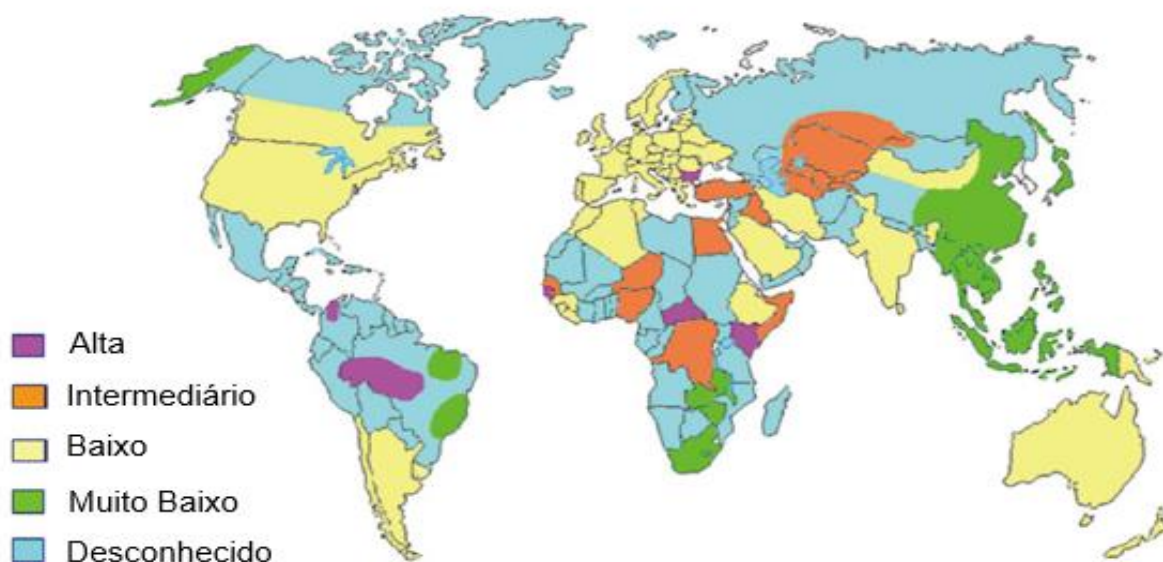 Alta
Intermediário
Baixo
Muito Baixo
Desconhecido